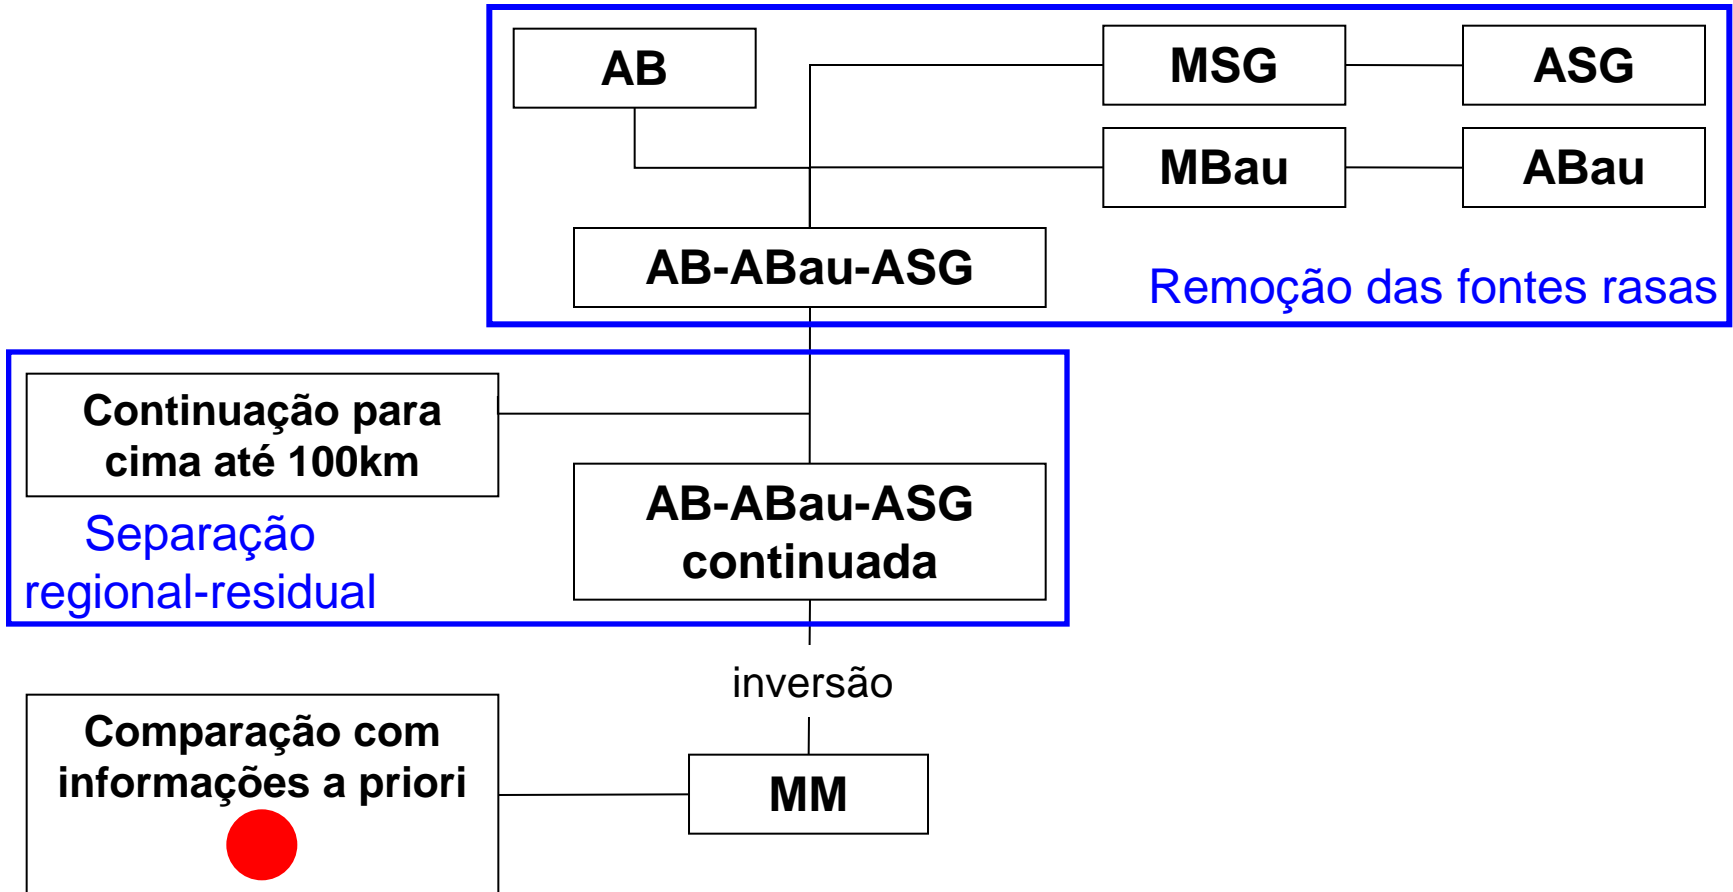 AB
MSG
ASG
MBau
ABau
AB-ABau-ASG
Remoção das fontes rasas
Continuação para
cima até 100km
Separação
regional-residual
AB-ABau-ASG
continuada
inversão
Comparação com
informações a priori
MM